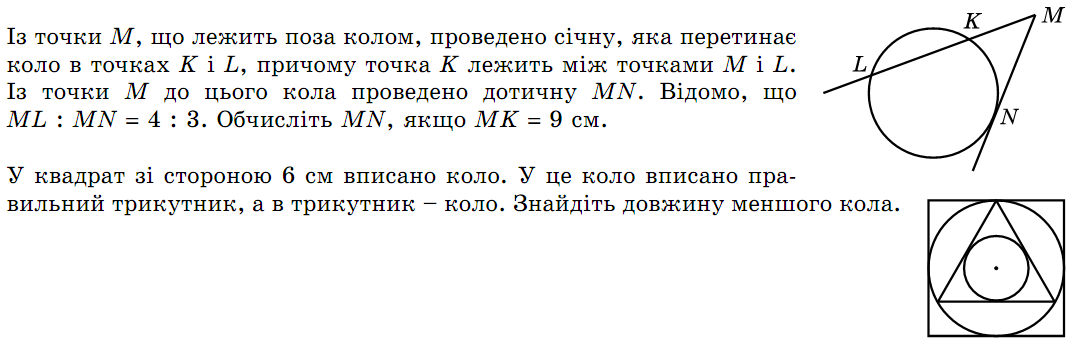 Із точки M, що лежить поза колом, проведено січну, яка перетинає
коло в точках K і L, причому точка K лежить між точками M і L.
Із точки M до цього кола проведено дотичну MN. Відомо, що
ML : MN = 4 : 3. Обчисліть MN, якщо MK = 9 см.
K
M
L
N
У квадрат зі стороною 6 см вписано коло. У це коло вписано пра-
вильний трикутник, а в трикутник – коло. Знайдіть довжину меншого кола.